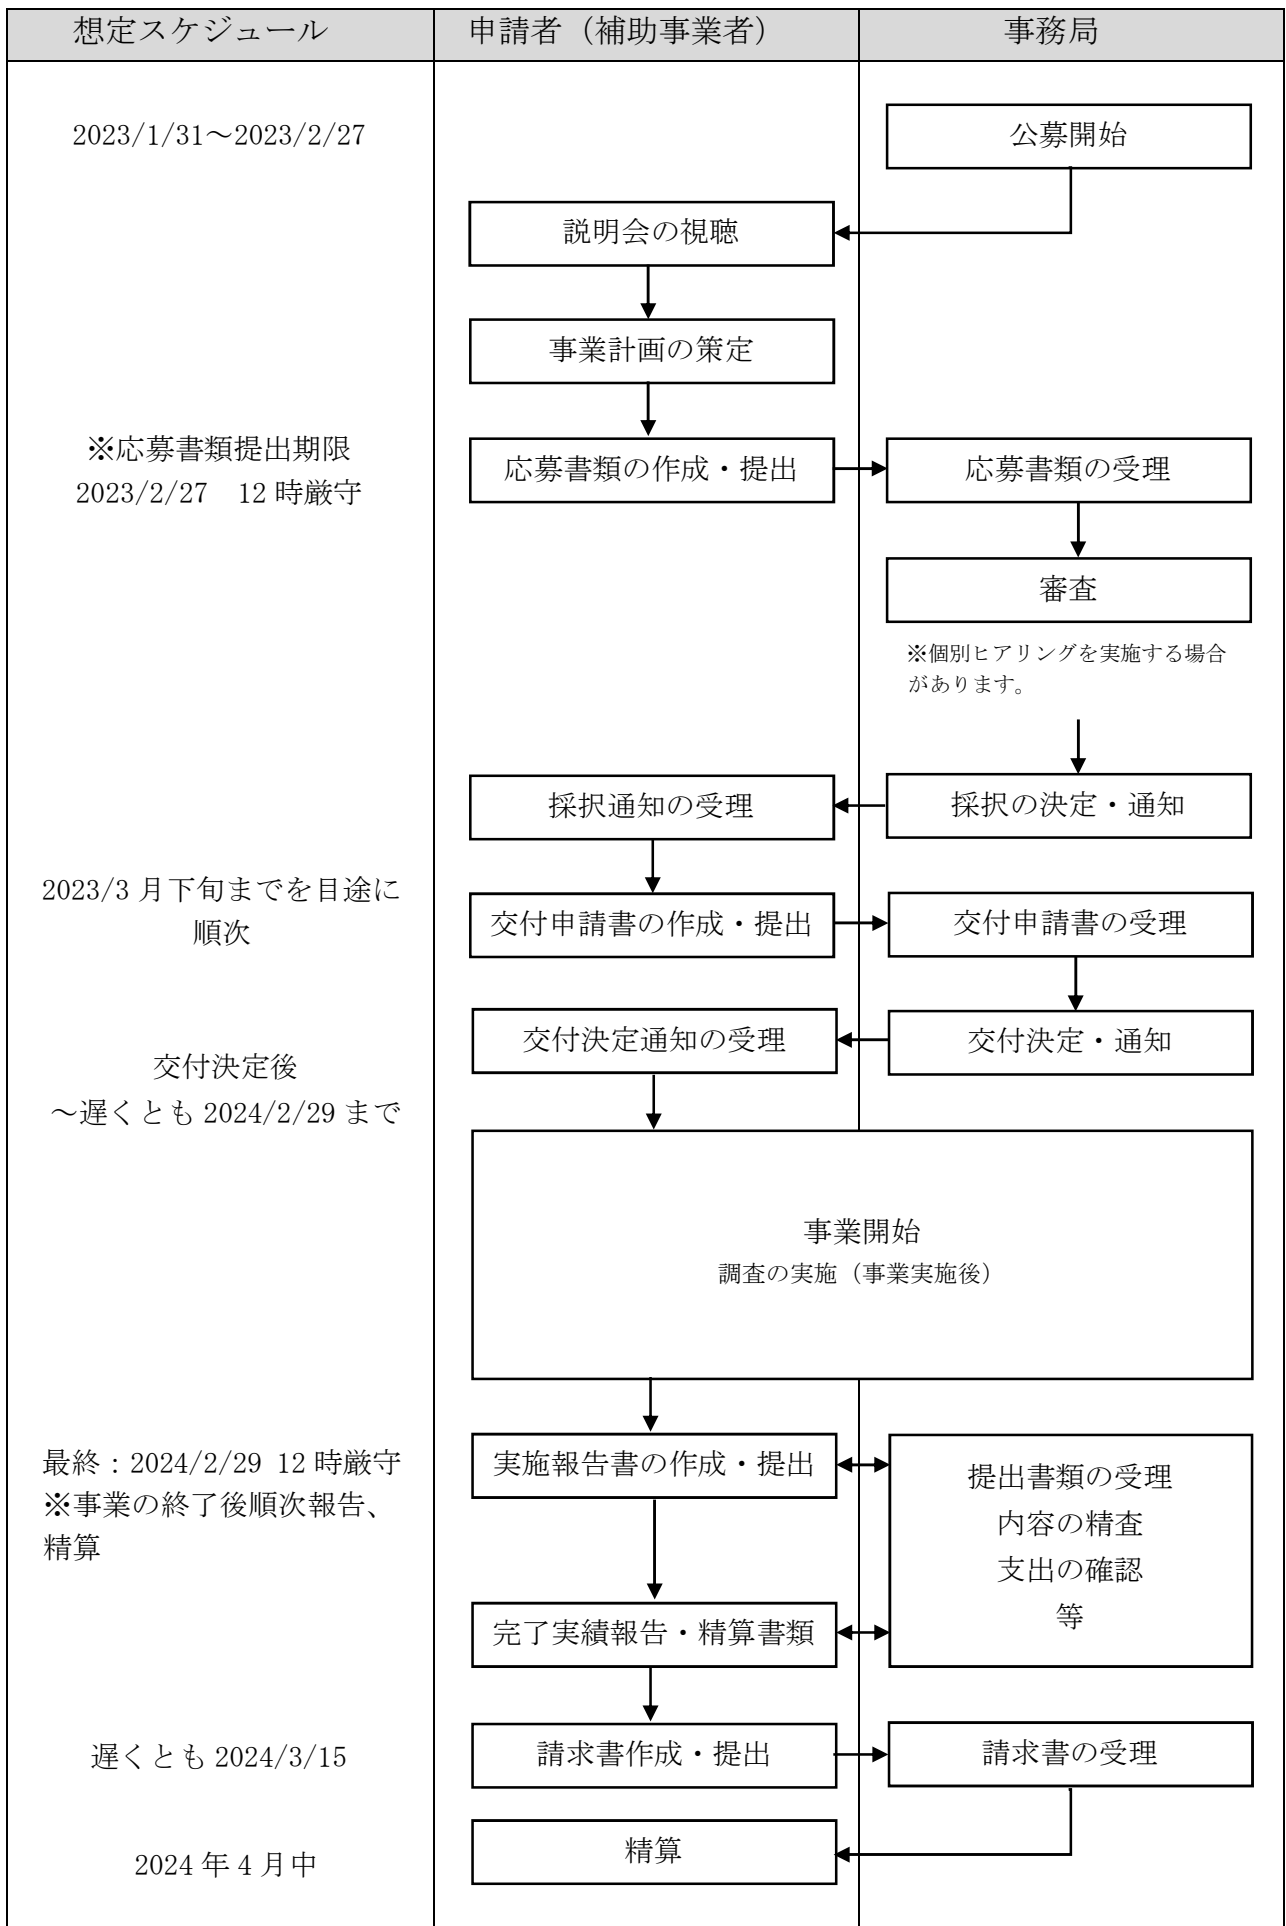 想定スケジュール
申請者（補助事業者）
事務局
2023/1/31～2023/2/27
公募開始
説明会の視聴
事業計画の策定
※応募書類提出期限
2023/2/27　12時厳守
応募書類の作成・提出
応募書類の受理
審査
※個別ヒアリングを実施する場合
があります。
採択通知の受理
採択の決定・通知
2023/3月下旬までを目途に
順次
交付申請書の作成・提出
交付申請書の受理
交付決定通知の受理
交付決定・通知
交付決定後
～遅くとも2024/2/29まで
事業開始
調査の実施（事業実施後）
最終：2024/2/29 12時厳守
※事業の終了後順次報告、
精算
実施報告書の作成・提出
提出書類の受理
内容の精査
支出の確認
等
完了実績報告・精算書類
遅くとも2024/3/15
請求書作成・提出
請求書の受理
2024年4月中
精算